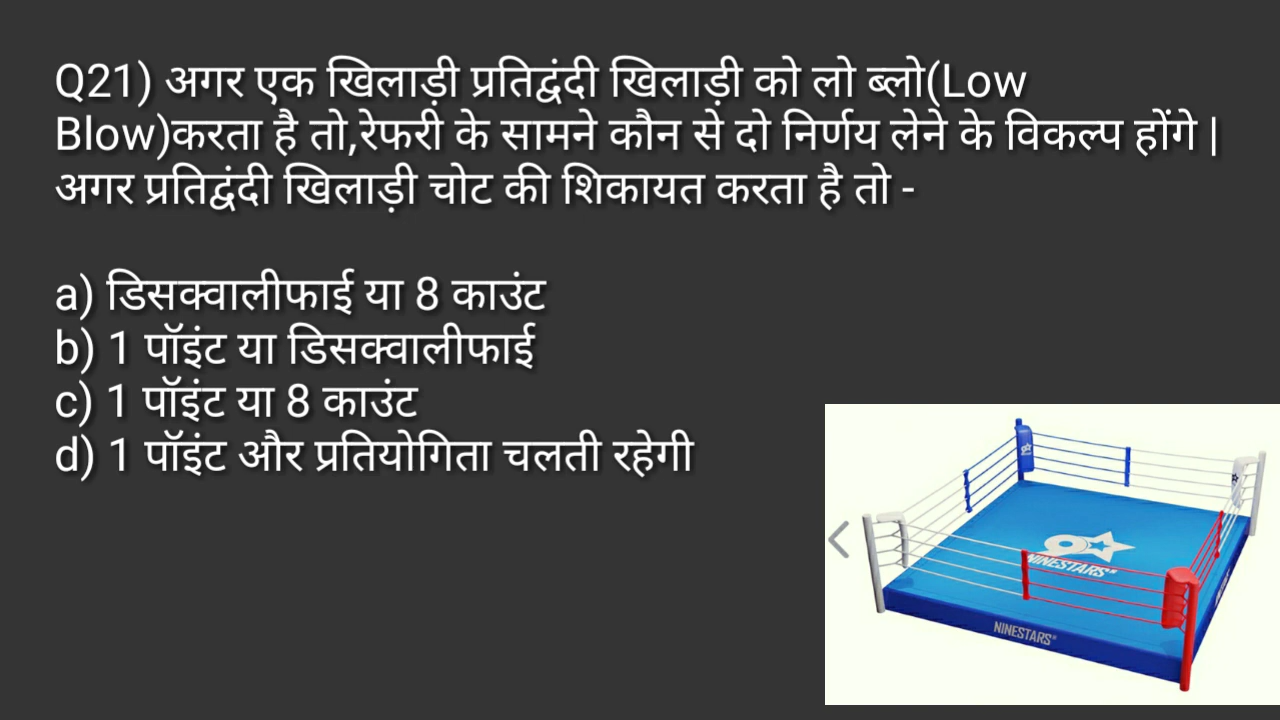 Q21) अगर एक खिलाड़ी प्रतिद्वंदी खिलाड़ी को लो ब्लो(Low
Blow)करता है तो,रेफरी के सामने कौन से दो निर्णय लेने के विकल्प होंगे |
अगर प्रतिद्वंदी खिलाड़ी चोट की शिकायत करता है तो -
a) डिसक्वालीफाई या 8 काउंट
b) 1 पॉइंट या डिसक्वालीफाई
c) 1 पॉइंट या 8 काउंट
d) 1 पॉइंट और प्रतियोगिता चलती रहेगी
NINESTARS®
NINESTARS®